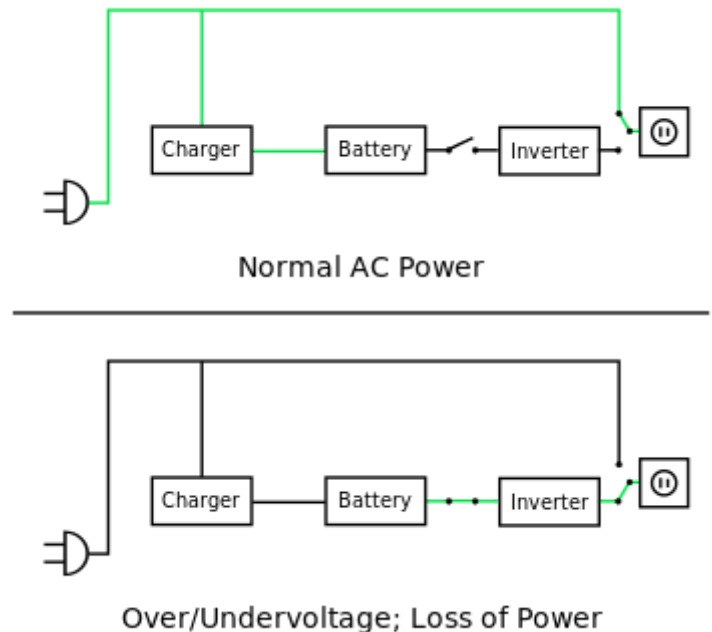 Charger
Battery
Inverter
Normal AC Power
Charger
Battery
Inverter
Over/Undervoltage; Loss of Power